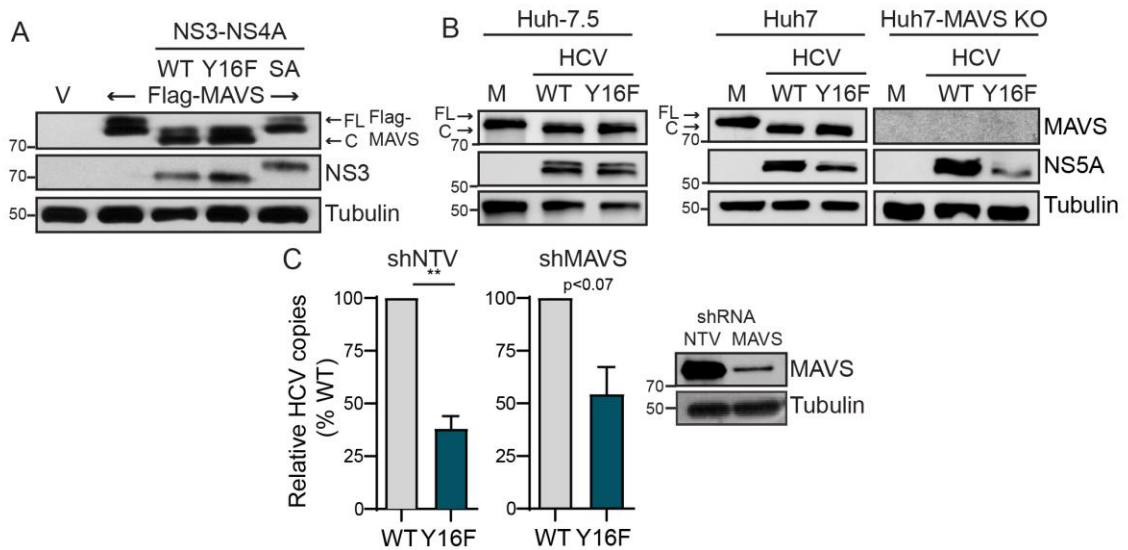 A
NS3-NS4A
WT Y16F SA
V ← Flag-MAVS →
← FL Flag-
← C MAVS
70
70 NS3
50 Tubulin
B
Huh-7.5 Huh7 Huh7-MAVS KO
HCV HCV HCV
M WT Y16F M WT Y16F M WT Y16F
FL→ FL→
C→ C→ MAVS
70 70
NS5A
50 50
50 50 Tubulin
C
shNTV shMAVS
** p<0.07
Relative HCV copies
(% WT)
100 100
75 75
50 50
25 25
0 0
WT Y16F WT Y16F
shRNA
NTV MAVS
MAVS
70
50 Tubulin